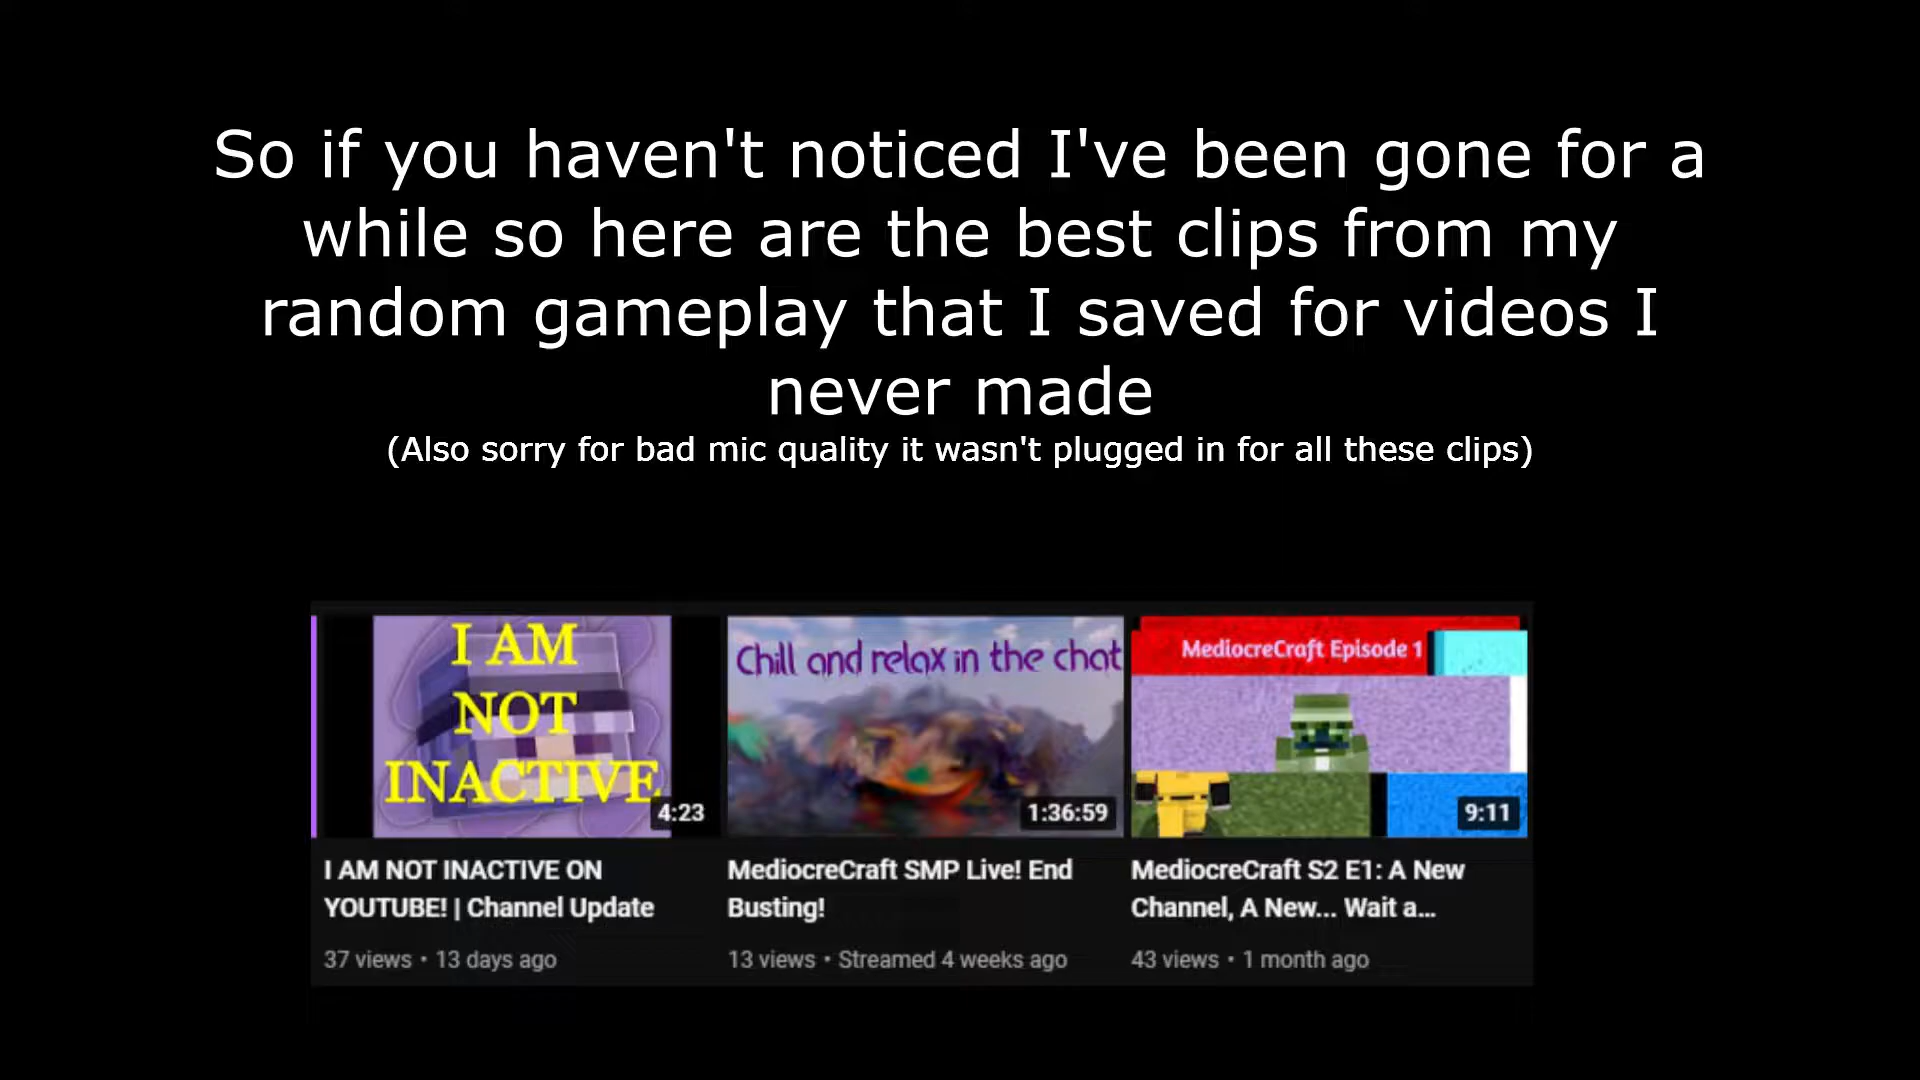 So if you haven't noticed I've been gone for a
while so here are the best clips from my
random gameplay that I saved for videos I
never made
(Also sorry for bad mic quality it wasn't plugged in for all these clips)
I AM
NOT
INACTIVE
4:23
Chill and relax in the chat
1:36:59
MediocreCraft Episode 1
9:11
I AM NOT INACTIVE ON
YOUTUBE! | Channel Update
37 views • 13 days ago
MediocreCraft SMP Live! End
Busting!
13 views • Streamed 4 weeks ago
MediocreCraft S2 E1: A New
Channel, A New... Wait a...
43 views • 1 month ago